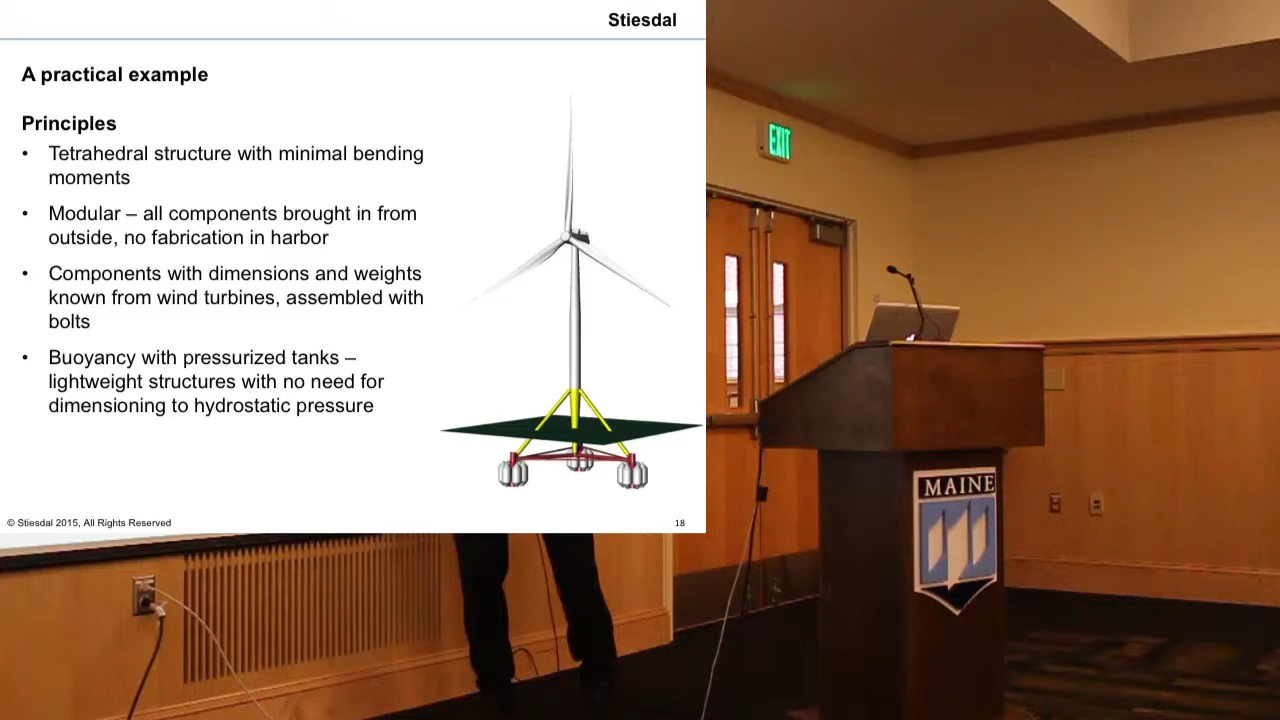 Stiesdal
A practical example
Principles
• Tetrahedral structure with minimal bending
moments
• Modular – all components brought in from
outside, no fabrication in harbor
• Components with dimensions and weights
known from wind turbines, assembled with
bolts
• Buoyancy with pressurized tanks –
lightweight structures with no need for
dimensioning to hydrostatic pressure
© Stiesdal 2015, All Rights Reserved
18
EXIT
MAINE